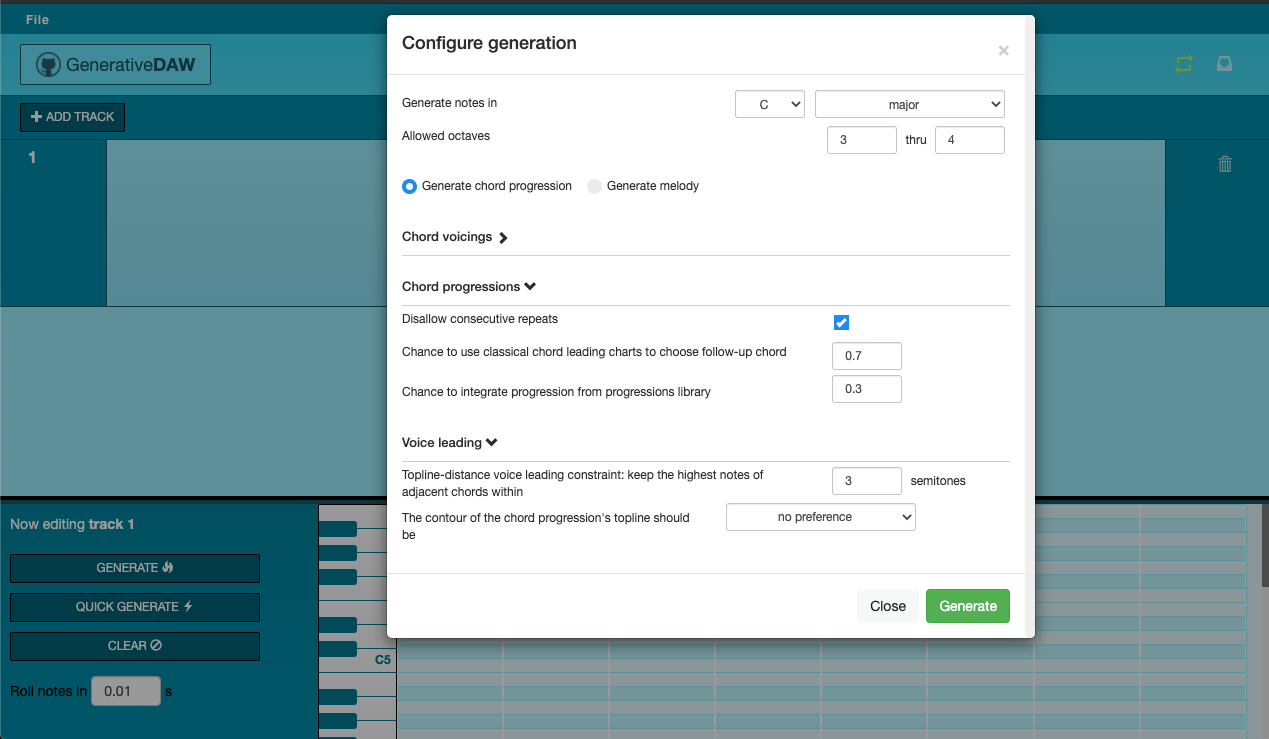 File
GenerativeDAW
ADD TRACK
1
Configure generation
×
Generate notes in C major
Allowed octaves 3 thru 4
Generate chord progression Generate melody
Chord voicings
Chord progressions
Disallow consecutive repeats
Chance to use classical chord leading charts to choose follow-up chord 0.7
Chance to integrate progression from progressions library 0.3
Voice leading
Topline-distance voice leading constraint: keep the highest notes of
adjacent chords within 3 semitones
The contour of the chord progression's topline should
be no preference
Close Generate
Now editing track 1
GENERATE
QUICK GENERATE
CLEAR
Roll notes in 0.01 s
C5